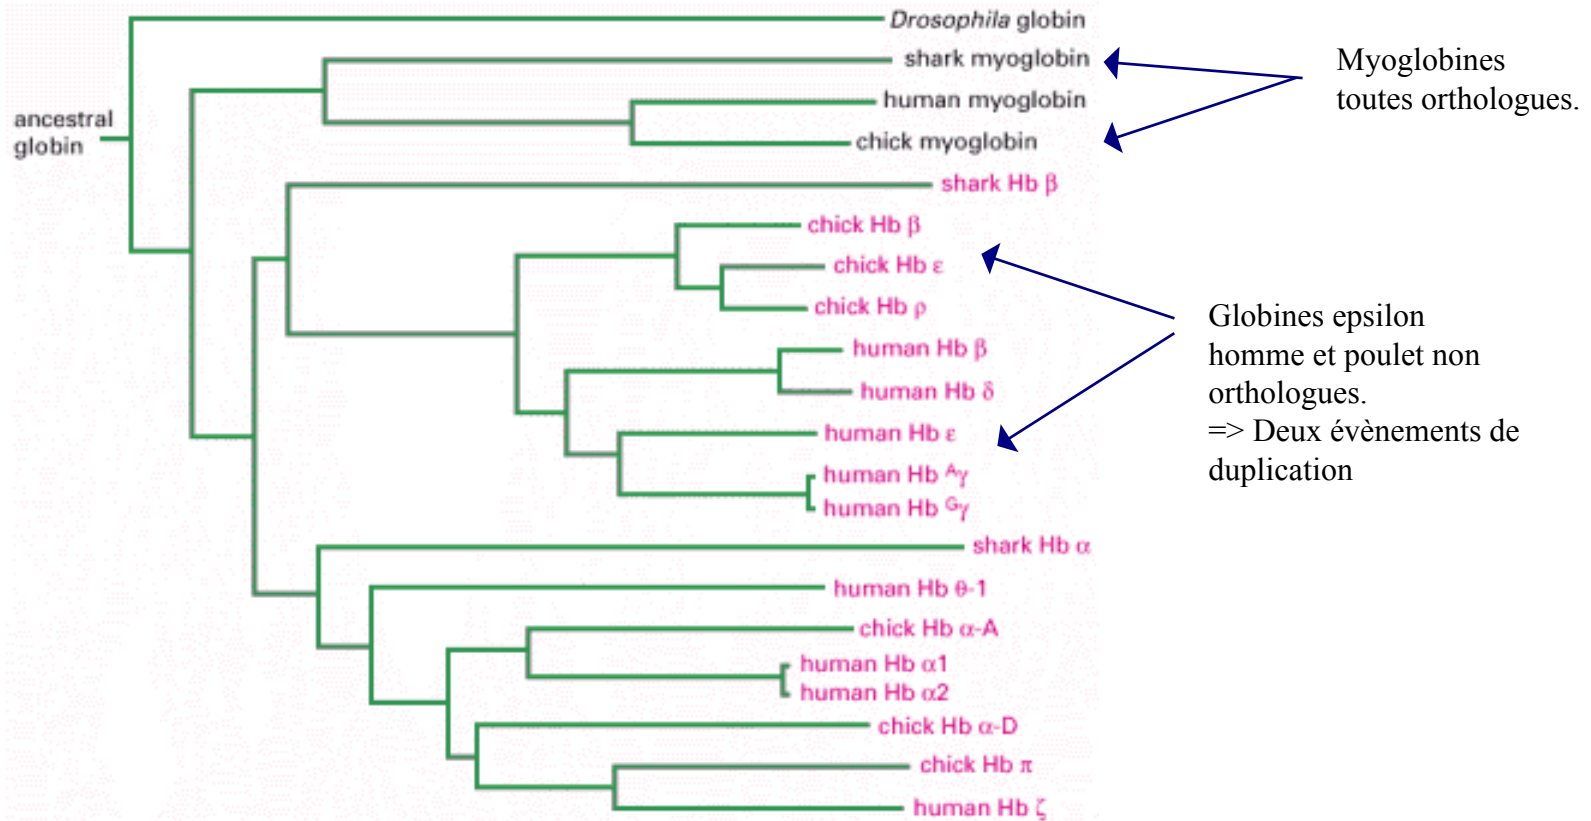 Drosophila globin
shark myoglobin
human myoglobin
chick myoglobin
ancestral
globin
shark Hb β
chick Hb β
chick Hb ε
chick Hb ρ
human Hb β
human Hb δ
human Hb ε
human Hb ᴬγ
human Hb ᴳγ
shark Hb α
human Hb θ-1
chick Hb α-A
human Hb α1
human Hb α2
chick Hb α-D
chick Hb π
human Hb ζ
Myoglobines
toutes orthologues.
Globines epsilon
homme et poulet non
orthologues.
=> Deux évènements de
duplication